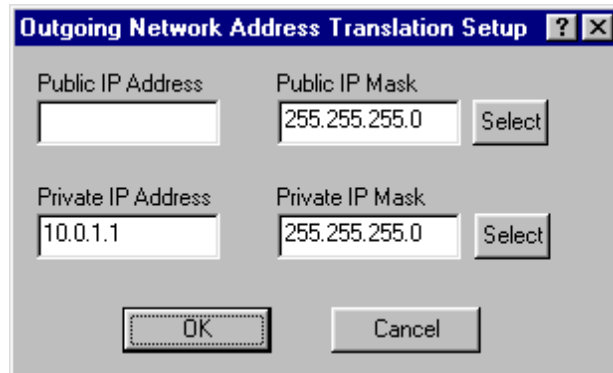 Outgoing Network Address Translation Setup ? X
Public IP Address Public IP Mask
255.255.255.0 Select
Private IP Address Private IP Mask
10.0.1.1 255.255.255.0 Select
OK Cancel